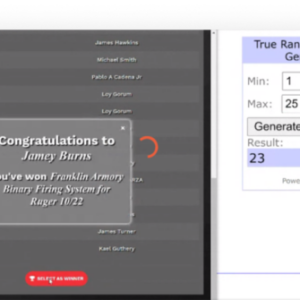 James Hawkins
Michael Smith
Pablo A Cadena Jr
Loy Gorum
Loy Gorum
Congratulations to
Jamey Burns
You've won Franklin Armory
Binary Firing System for
Ruger 10/22
James Turner
Kael Guthery
SELECT AS WINNER
True Ran
Ge
Min: 1
Max: 25
Generate
Result:
23
Powe